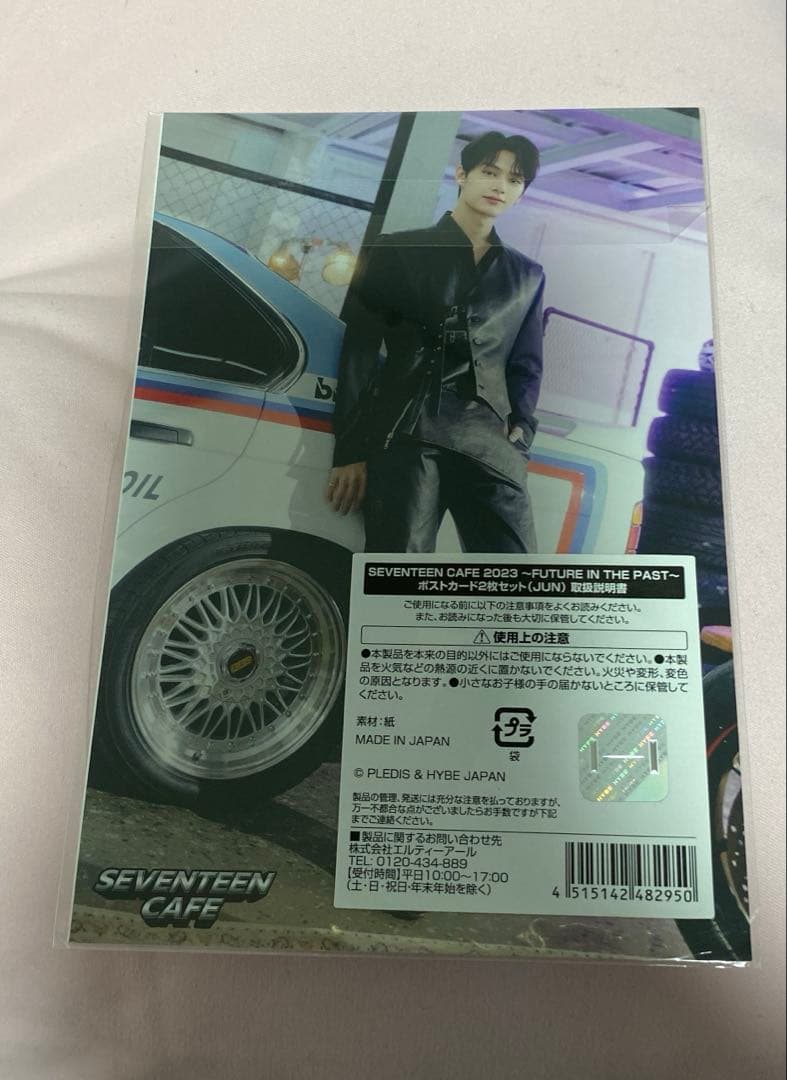 OIL
SEVENTEEN CAFE 2023 ～FUTURE IN THE PAST～
ポストカード2枚セット(JUN) 取扱説明書
ご使用になる前に以下の注意事項をよくお読みください。
また、お読みになった後も大切に保管してください。
⚠使用上の注意
●本製品を本来の目的以外にはご使用にならないでください。●本製
品を火気などの熱源の近くに置かないでください。火災や変形、変色
の原因となります。●小さなお子様の手の届かないところに保管して
ください。
素材：紙
MADE IN JAPAN
プラ
袋
© PLEDIS & HYBE JAPAN
HYBE HYBE HYBE
製品の管理、発送には充分な注意を払っておりますが、
万一不都合な点がございましたらお手数ですが下記
までご連絡ください。
■製品に関するお問い合わせ先
株式会社エルティーアール
TEL: 0120-434-889
【受付時間】平日10:00～17:00
(土・日・祝日・年末年始を除く)
4 515142 482950
SEVENTEEN
CAFE